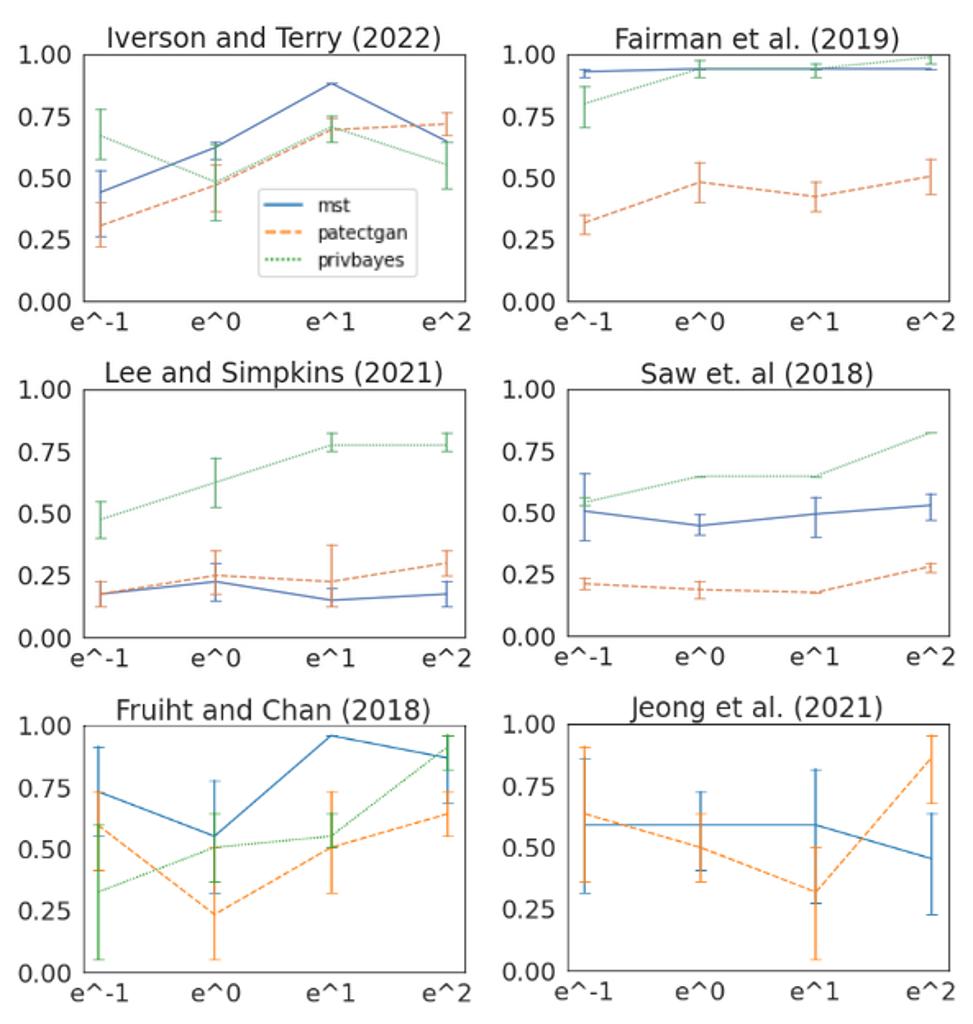 Iverson and Terry (2022)
1.00
0.75
0.50
0.25
0.00
e^-1 e^0 e^1 e^2
mst
patectgan
privbayes
Fairman et al. (2019)
1.00
0.75
0.50
0.25
0.00
e^-1 e^0 e^1 e^2
Lee and Simpkins (2021)
1.00
0.75
0.50
0.25
0.00
e^-1 e^0 e^1 e^2
Saw et. al (2018)
1.00
0.75
0.50
0.25
0.00
e^-1 e^0 e^1 e^2
Fruiht and Chan (2018)
1.00
0.75
0.50
0.25
0.00
e^-1 e^0 e^1 e^2
Jeong et al. (2021)
1.00
0.75
0.50
0.25
0.00
e^-1 e^0 e^1 e^2